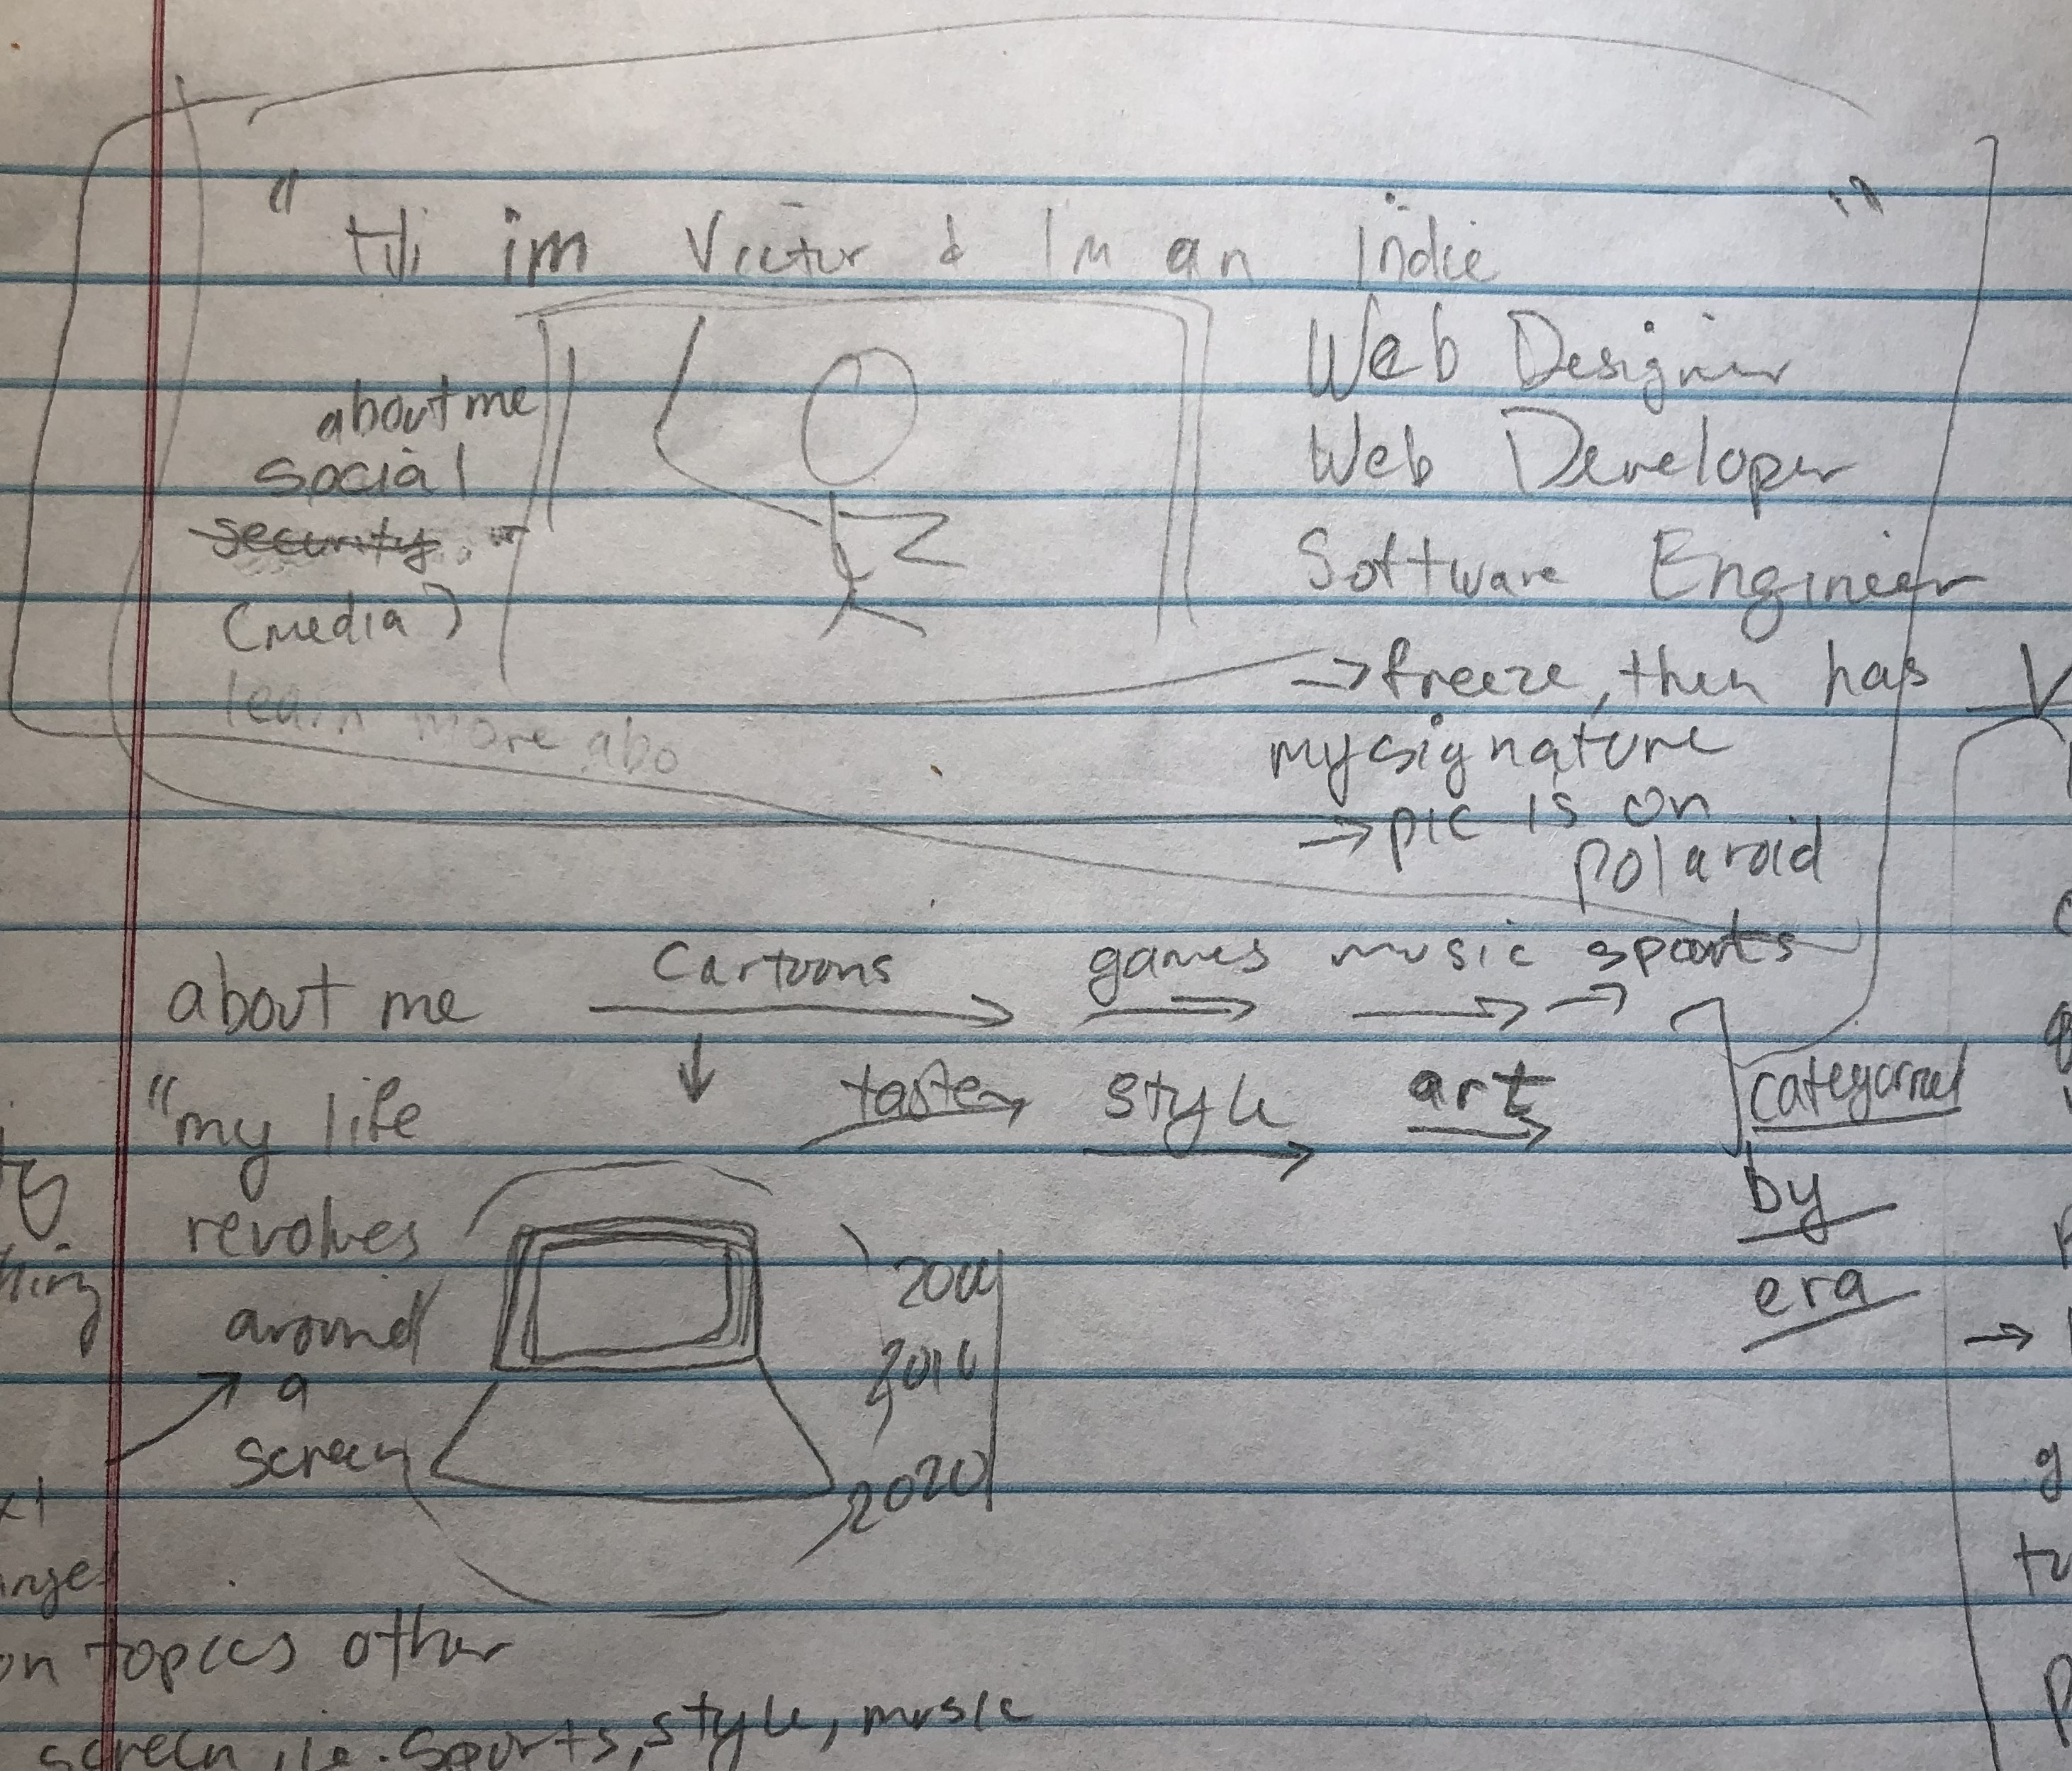 "Hi im Victor & Im an indie"
Web Designer
Web Developer
Software Engineer
about me
social
security
(media)
learn more abo
→ freeze, then has
my signature
→ pic is on
polaroid
about me
cartoons games music sports
taste style art
categorized
by
era
"my life
revolves
around
a
screen
2020
on topics other
screen, i.e. sports, style, music